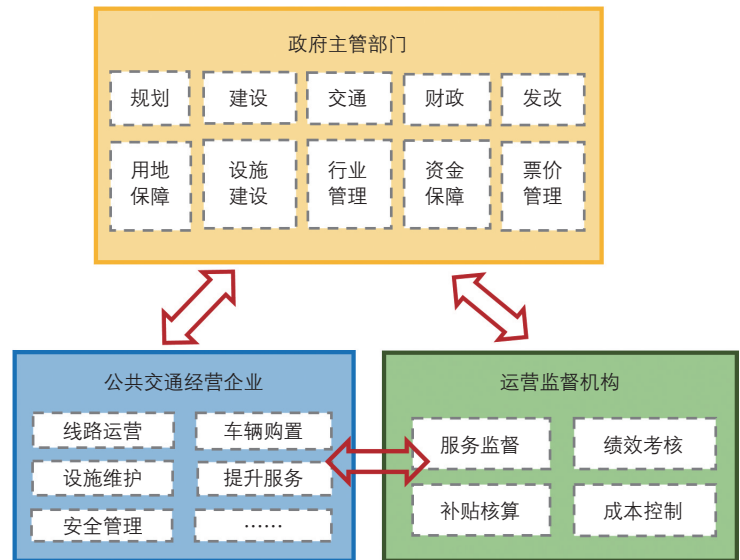 政府主管部门
规划 建设 交通 财政 发改
用地 设施 行业 资金 票价
保障 建设 管理 保障 管理
公共交通经营企业
线路运营 车辆购置
设施维护 提升服务
安全管理 ……
运营监督机构
服务监督 绩效考核
补贴核算 成本控制